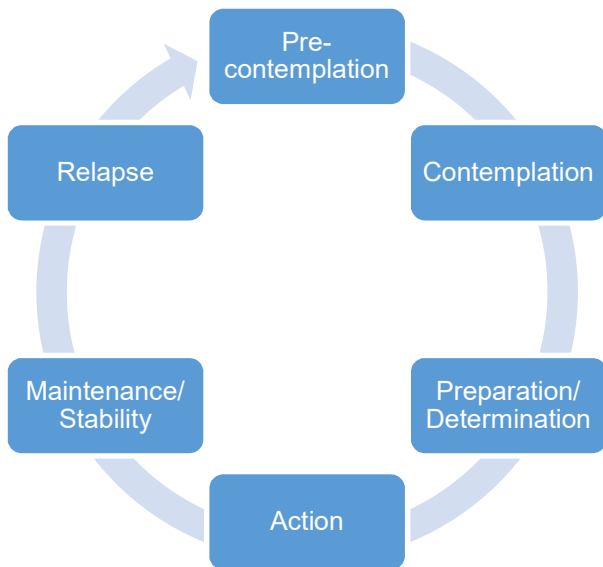 Pre-
contemplation
Contemplation
Preparation/
Determination
Action
Maintenance/
Stability
Relapse